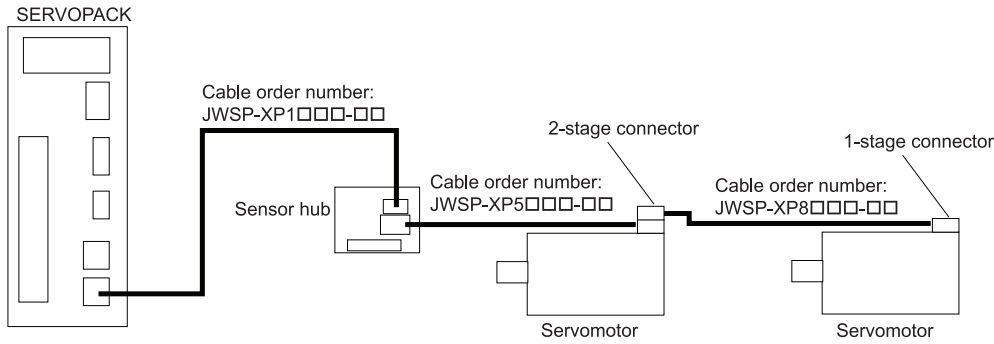 SERVOPACK
Cable order number:
JWSP-XP1□□□-□□
2-stage connector
1-stage connector
Sensor hub
Cable order number:
JWSP-XP5□□□-□□
Cable order number:
JWSP-XP8□□□-□□
Servomotor
Servomotor